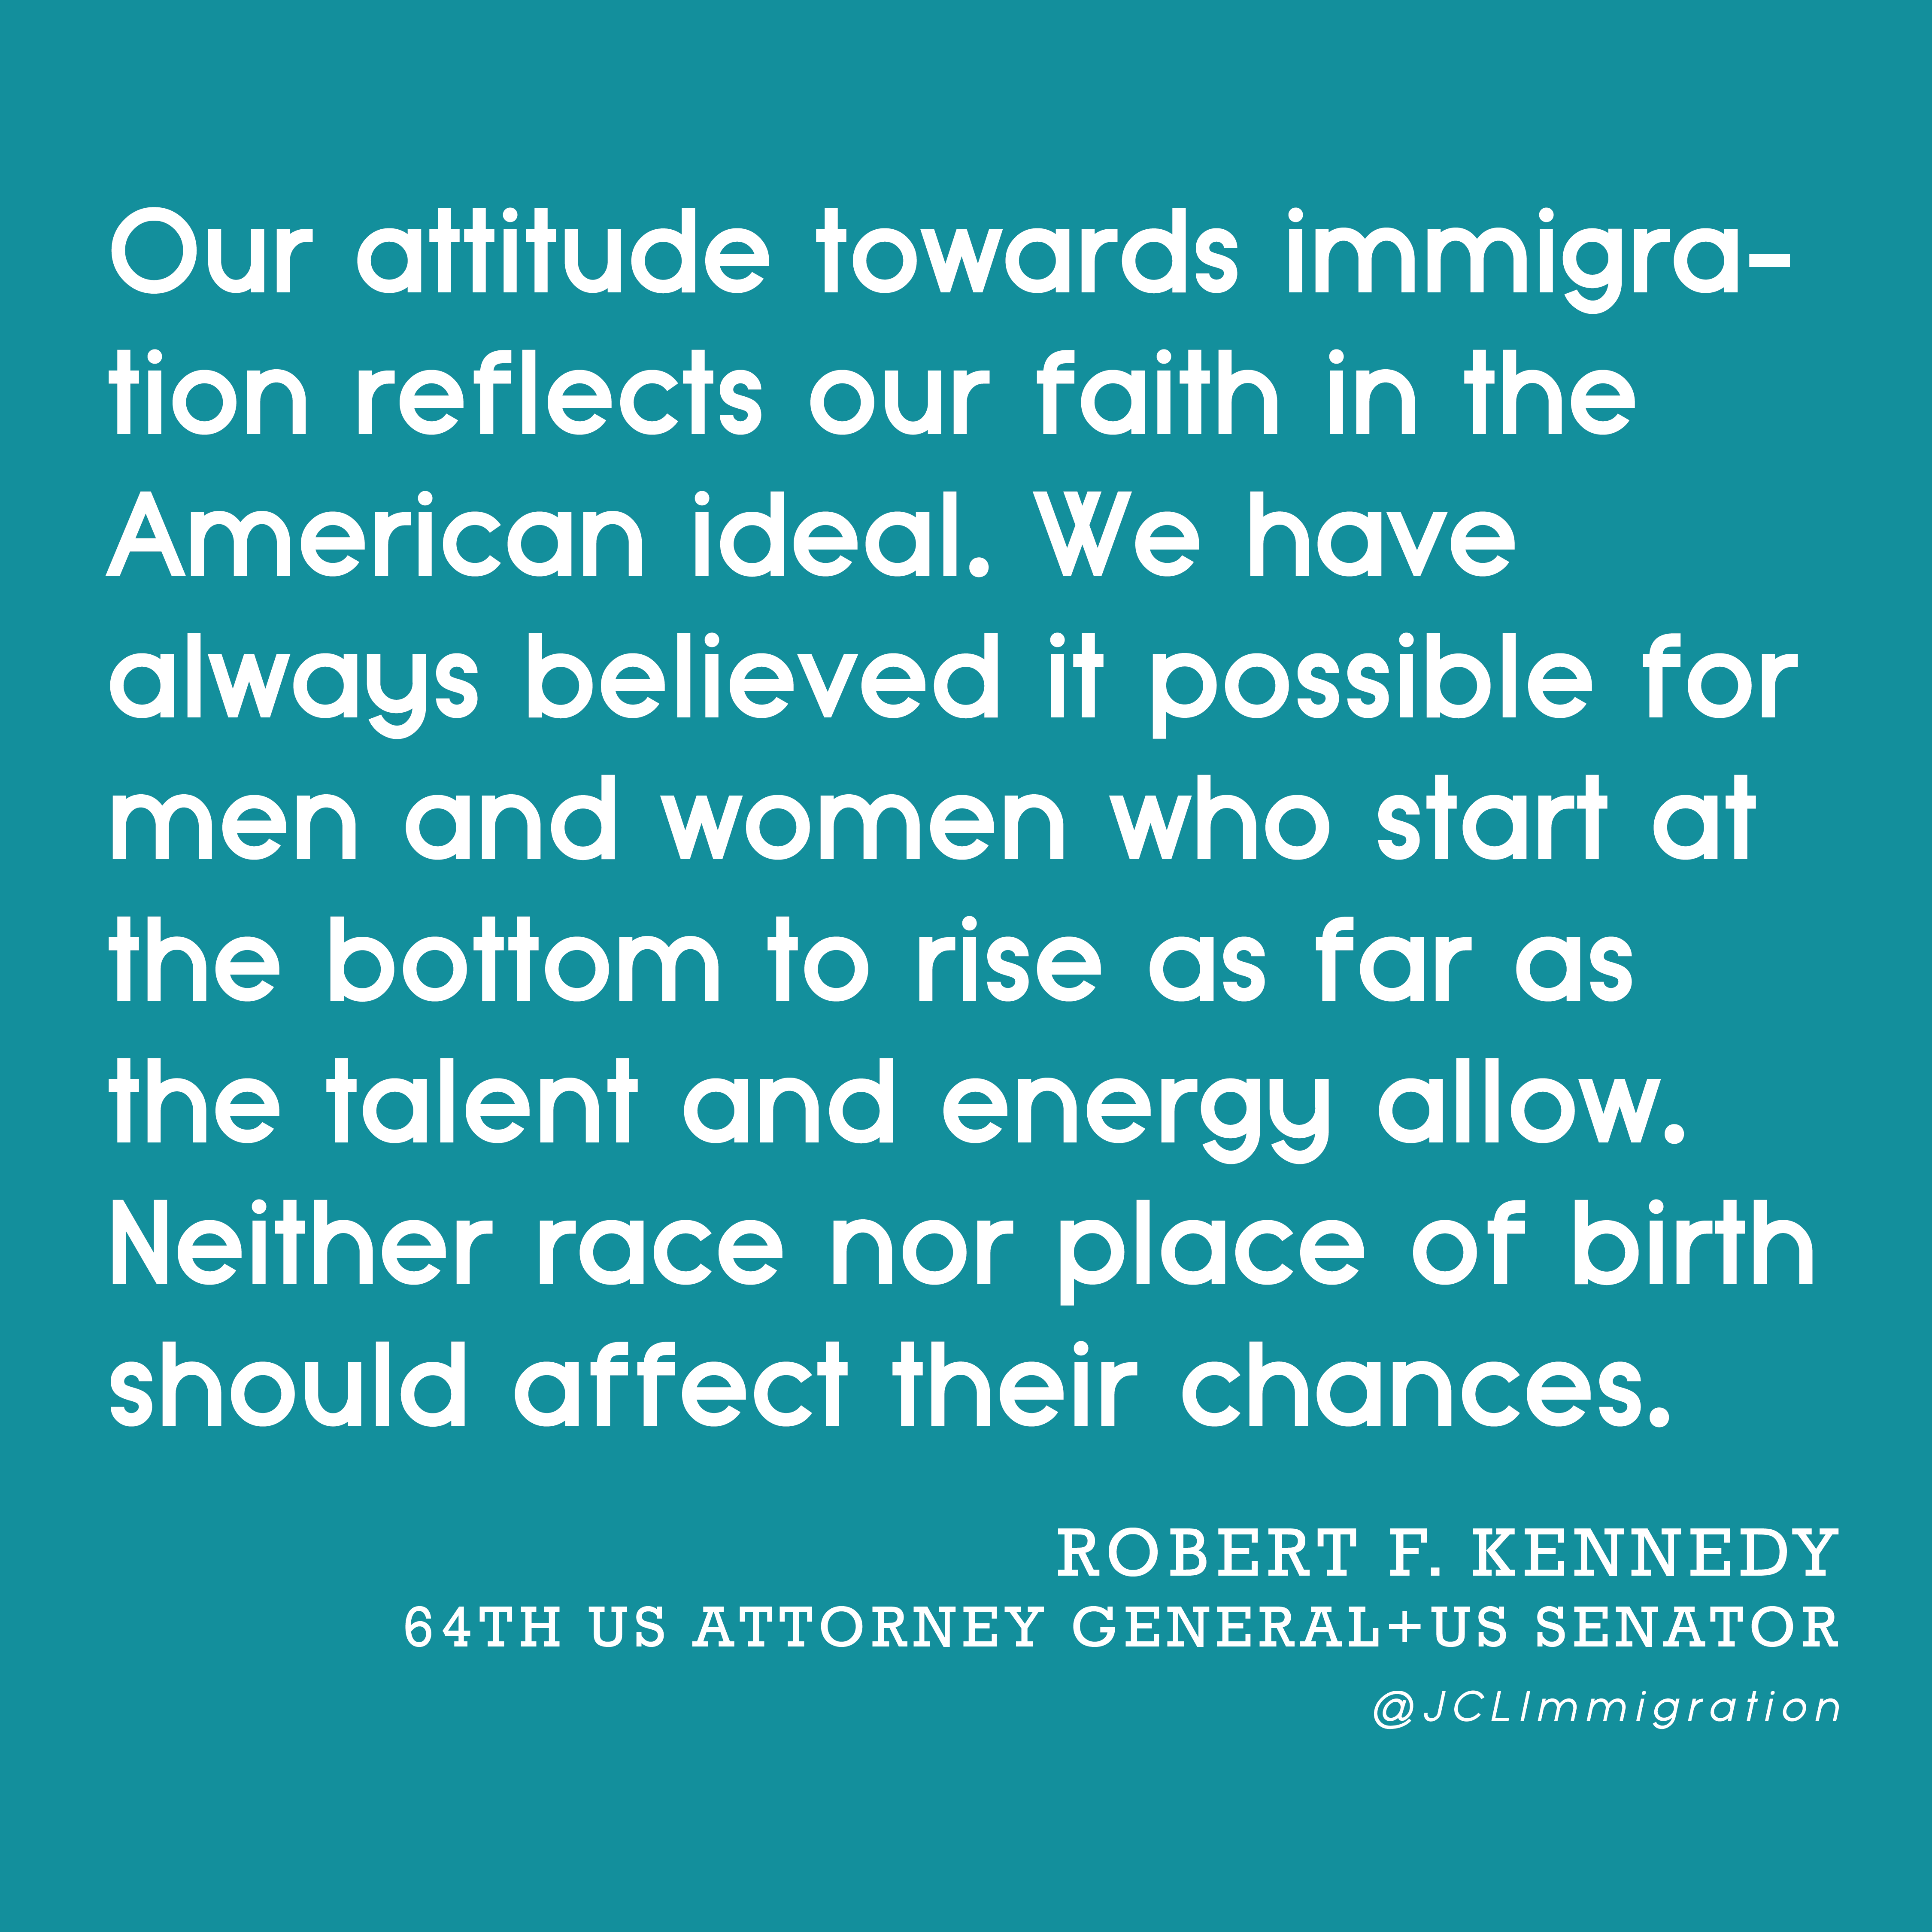 Our attitude towards immigra-
tion reflects our faith in the
American ideal. We have
always believed it possible for
men and women who start at
the bottom to rise as far as
the talent and energy allow.
Neither race nor place of birth
should affect their chances.
ROBERT F. KENNEDY
64TH US ATTORNEY GENERAL+US SENATOR
@JCLImmigration